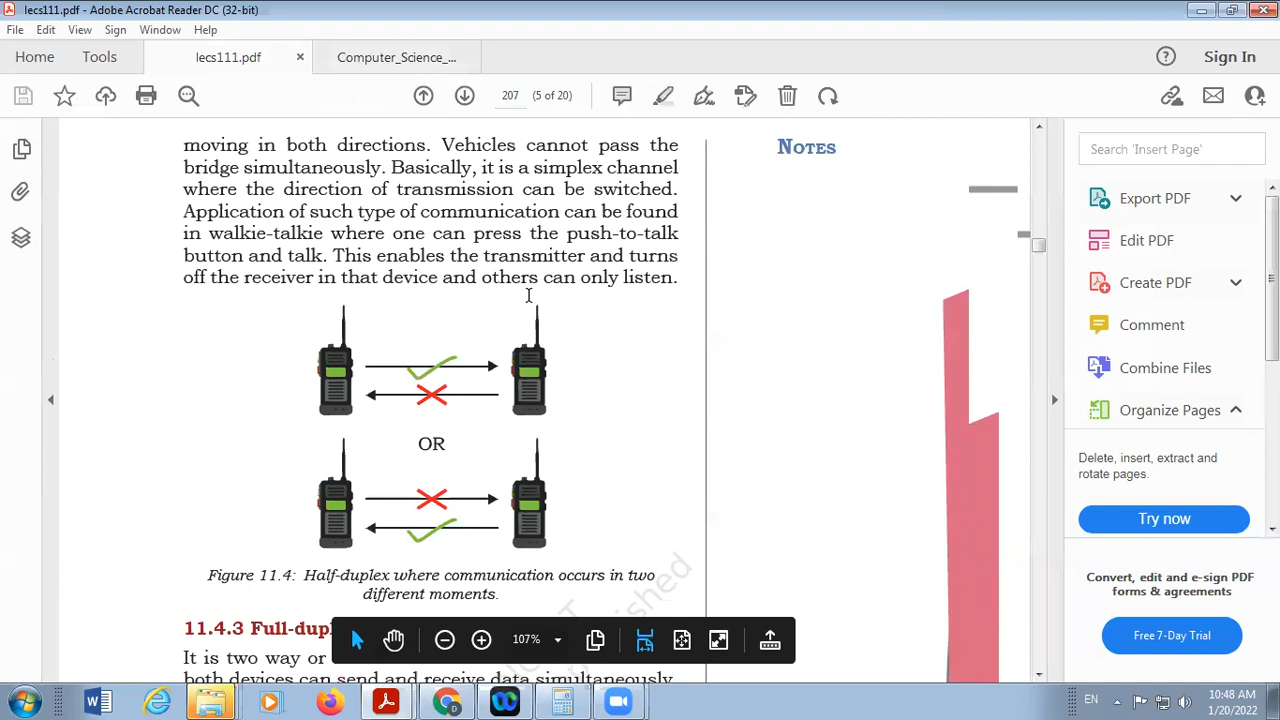 lecs111.pdf - Adobe Acrobat Reader DC (32-bit)
File Edit View Sign Window Help
Home Tools lecs111.pdf × Computer_Science_... Sign In
207 (5 of 20)
moving in both directions. Vehicles cannot pass the
bridge simultaneously. Basically, it is a simplex channel
where the direction of transmission can be switched.
Application of such type of communication can be found
in walkie-talkie where one can press the push-to-talk
button and talk. This enables the transmitter and turns
off the receiver in that device and others can only listen.
OR
Figure 11.4: Half-duplex where communication occurs in two
different moments.
11.4.3 Full-dupl
It is two way or
both devices can send and receive data simultaneously.
NOTES
Search 'Insert Page'
Export PDF
Edit PDF
Create PDF
Comment
Combine Files
Organize Pages
Delete, insert, extract and
rotate pages.
Try now
Convert, edit and e-sign PDF
forms & agreements
Free 7-Day Trial
107%
EN
10:48 AM
1/20/2022